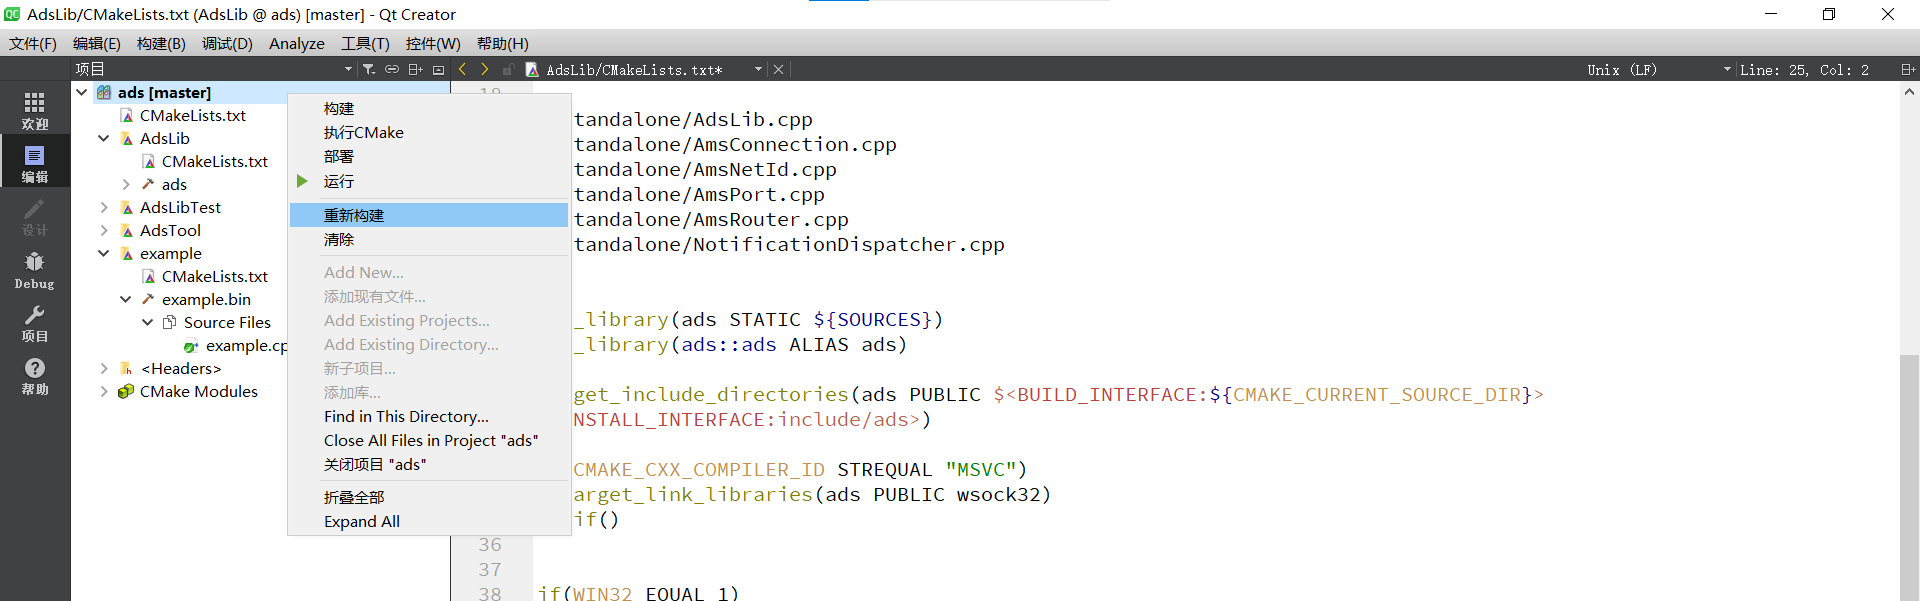 AdsLib/CMakeLists.txt (AdsLib @ ads) [master] - Qt Creator
文件(F) 编辑(E) 构建(B) 调试(D) Analyze 工具(T) 控件(W) 帮助(H)
项目
AdsLib/CMakeLists.txt*
Unix (LF)
Line: 25, Col: 2
欢迎
编辑
设计
Debug
项目
帮助
ads [master]
CMakeLists.txt
AdsLib
CMakeLists.txt
ads
AdsLibTest
AdsTool
example
CMakeLists.txt
example.bin
Source Files
example.cp
<Headers>
CMake Modules
构建
执行CMake
部署
运行
重新构建
清除
Add New...
添加现有文件...
Add Existing Projects...
Add Existing Directory...
新子项目...
添加库...
Find in This Directory...
Close All Files in Project "ads"
关闭项目 "ads"
折叠全部
Expand All
tandalone/AdsLib.cpp
tandalone/AmsConnection.cpp
tandalone/AmsNetId.cpp
tandalone/AmsPort.cpp
tandalone/AmsRouter.cpp
tandalone/NotificationDispatcher.cpp
_library(ads STATIC ${SOURCES})
_library(ads::ads ALIAS ads)
get_include_directories(ads PUBLIC $<BUILD_INTERFACE:${CMAKE_CURRENT_SOURCE_DIR}>
NSTALL_INTERFACE:include/ads>)
CMAKE_CXX_COMPILER_ID STREQUAL "MSVC")
arget_link_libraries(ads PUBLIC wsock32)
if()
36
37
38 if(WIN32 EQUAL 1)